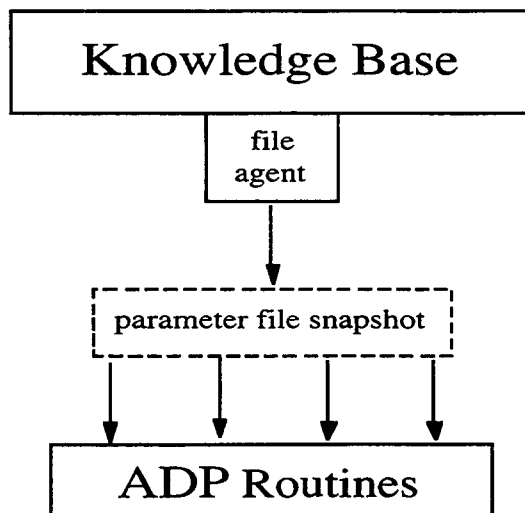 Knowledge Base
file
agent
parameter file snapshot
ADP Routines